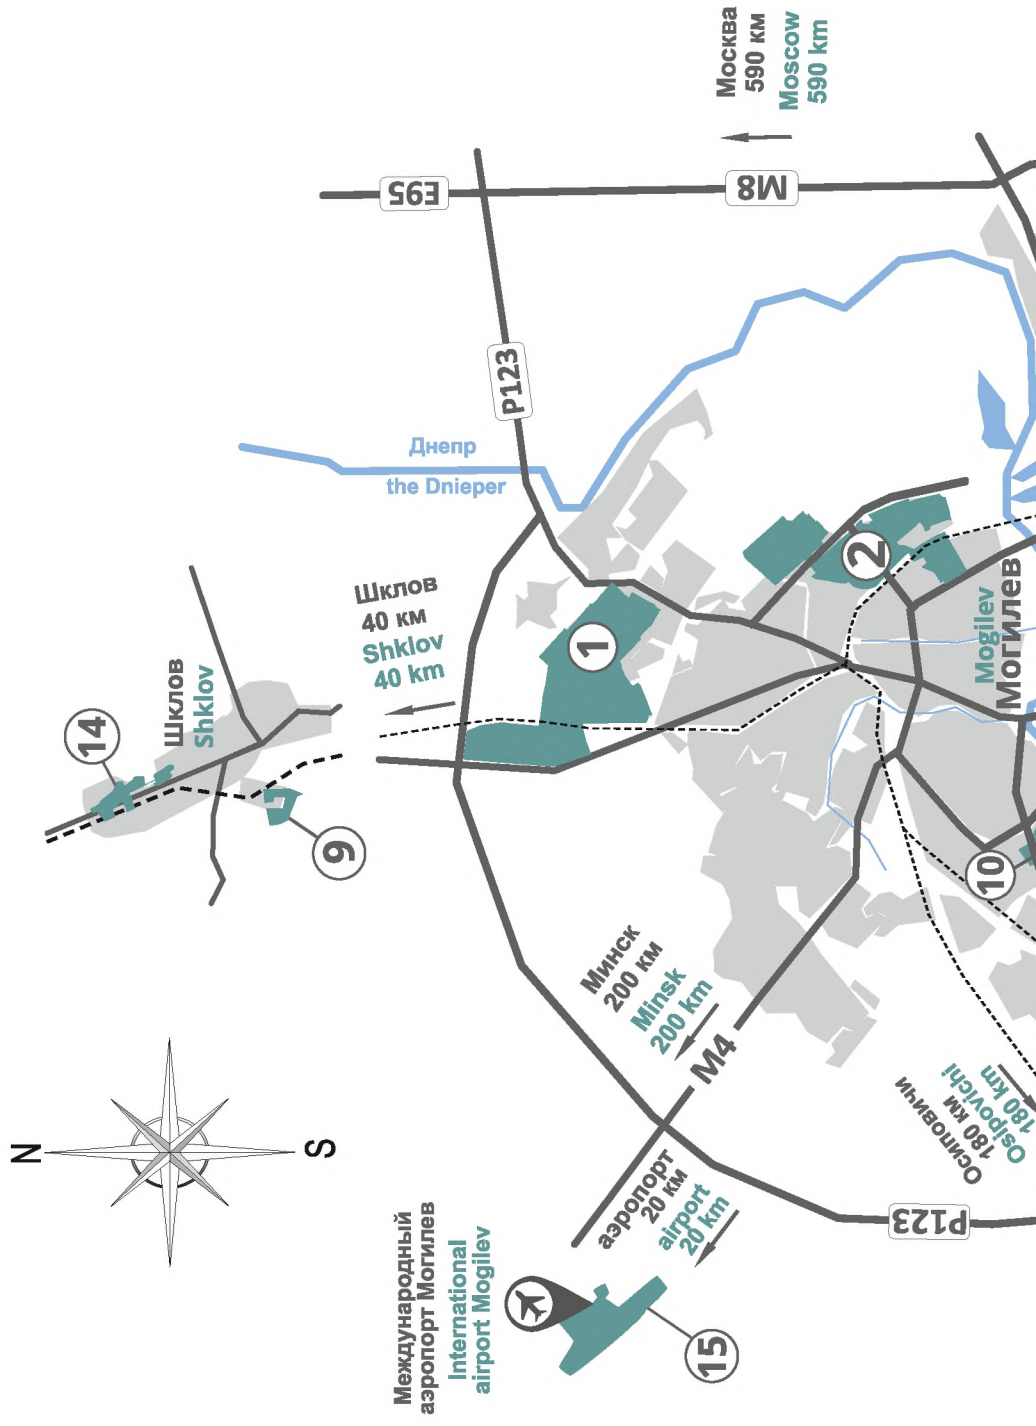 N
S
Международный
аэропорт Могилев
International
airport Mogilev
15
аэропорт
20 км
airport
20 km
Минск
200 км
Minsk
200 km
M4
Осиповичи
180 км
Osipovichi
180 km
P123
14
Шклов
Shklov
9
Шклов
40 км
Shklov
40 km
1
2
10
Mogilev
Могилев
Днепр
the Dnieper
P123
E95
M8
Москва
590 км
Moscow
590 km